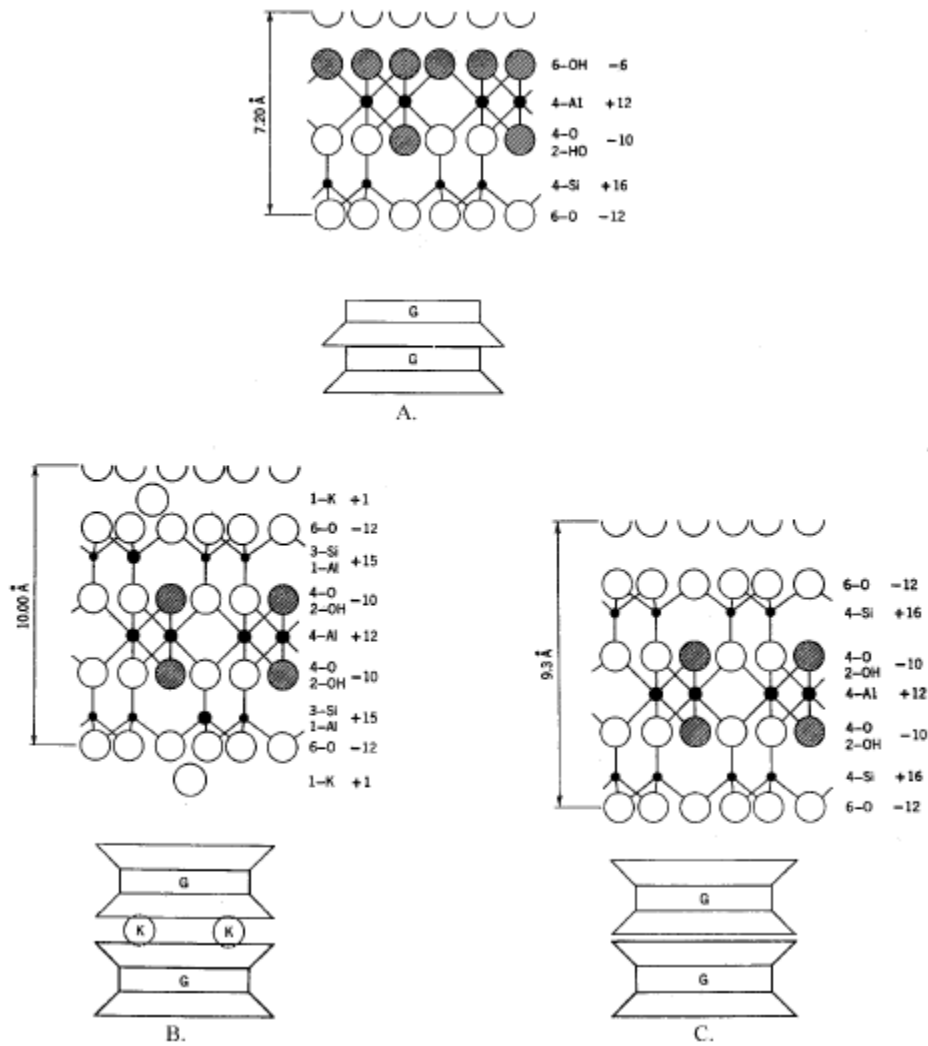 7.20 Å
6-OH -6
4-Al +12
4-O
2-HO -10
4-Si +16
6-O -12
G
G
A.
10.00 Å
1-K +1
6-O -12
3-Si
1-Al +15
4-O
2-OH -10
4-Al +12
4-O
2-OH -10
3-Si
1-Al +15
6-O -12
1-K +1
G
K K
G
B.
9.3 Å
6-O -12
4-Si +16
4-O
2-OH -10
4-Al +12
4-O
2-OH -10
4-Si +16
6-O -12
G
G
C.